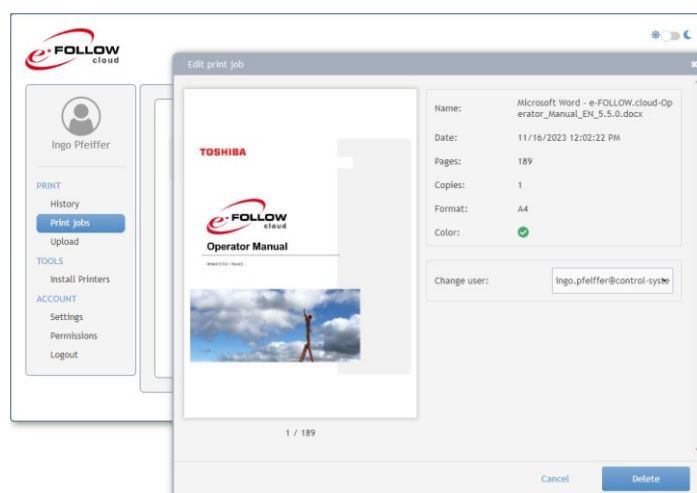 e-FOLLOW
cloud
Ingo Pfeiffer
PRINT
History
Print jobs
Upload
TOOLS
Install Printers
ACCOUNT
Settings
Permissions
Logout
Edit print job
TOSHIBA
e-FOLLOW
cloud
Operator Manual
1 / 189
Name:
Microsoft Word - e-FOLLOW.cloud-Op
erator_Manual_EN_5.5.0.docx
Date:
11/16/2023 12:02:22 PM
Pages:
189
Copies:
1
Format:
A4
Color:
Change user:
ingo.pfeiffer@control-syste
Cancel
Delete